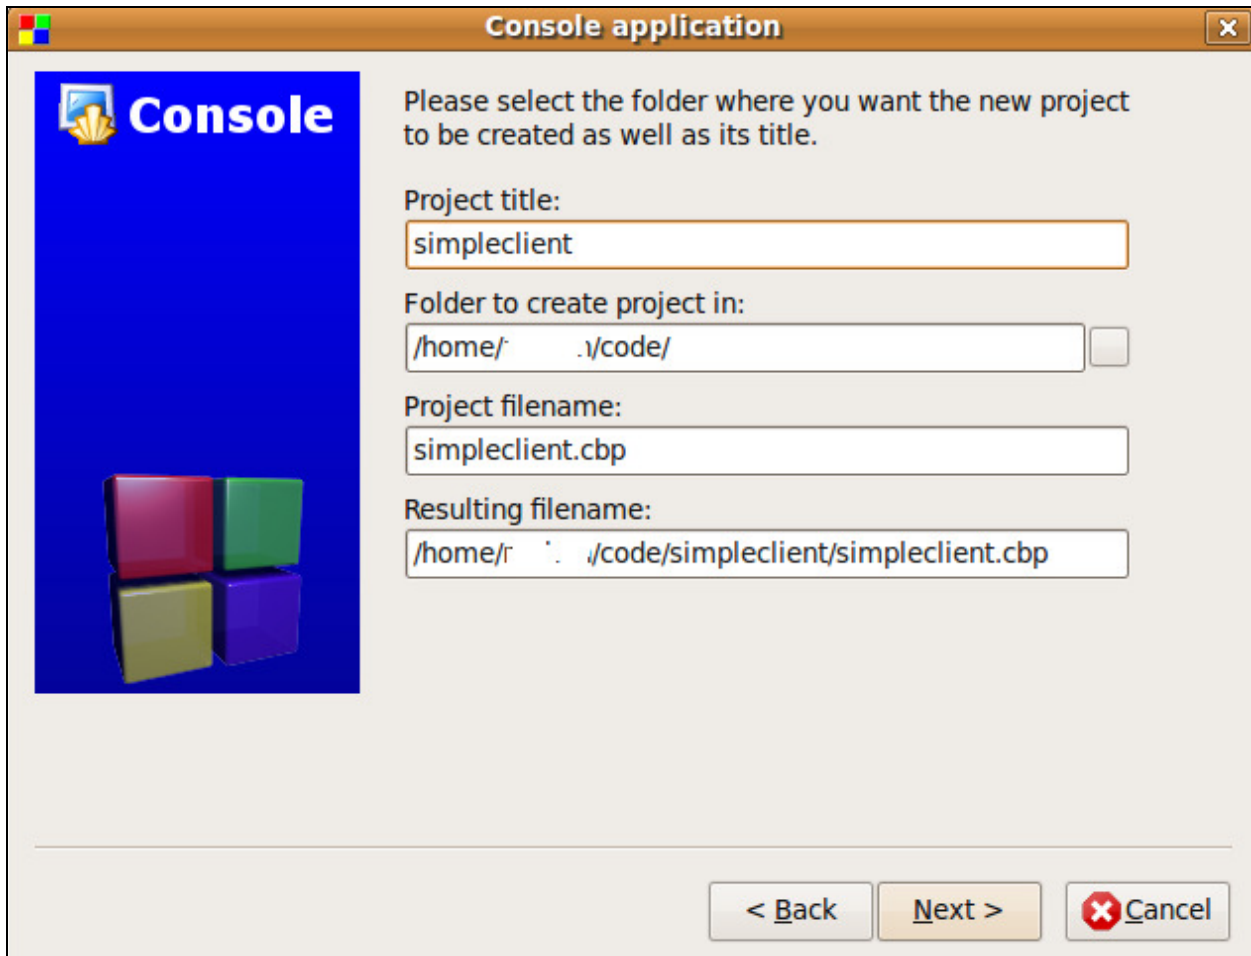 Console application
Console
Please select the folder where you want the new project
to be created as well as its title.
Project title:
simpleclient
Folder to create project in:
/home/ /code/
Project filename:
simpleclient.cbp
Resulting filename:
/home/ /code/simpleclient/simpleclient.cbp
< Back
Next >
Cancel